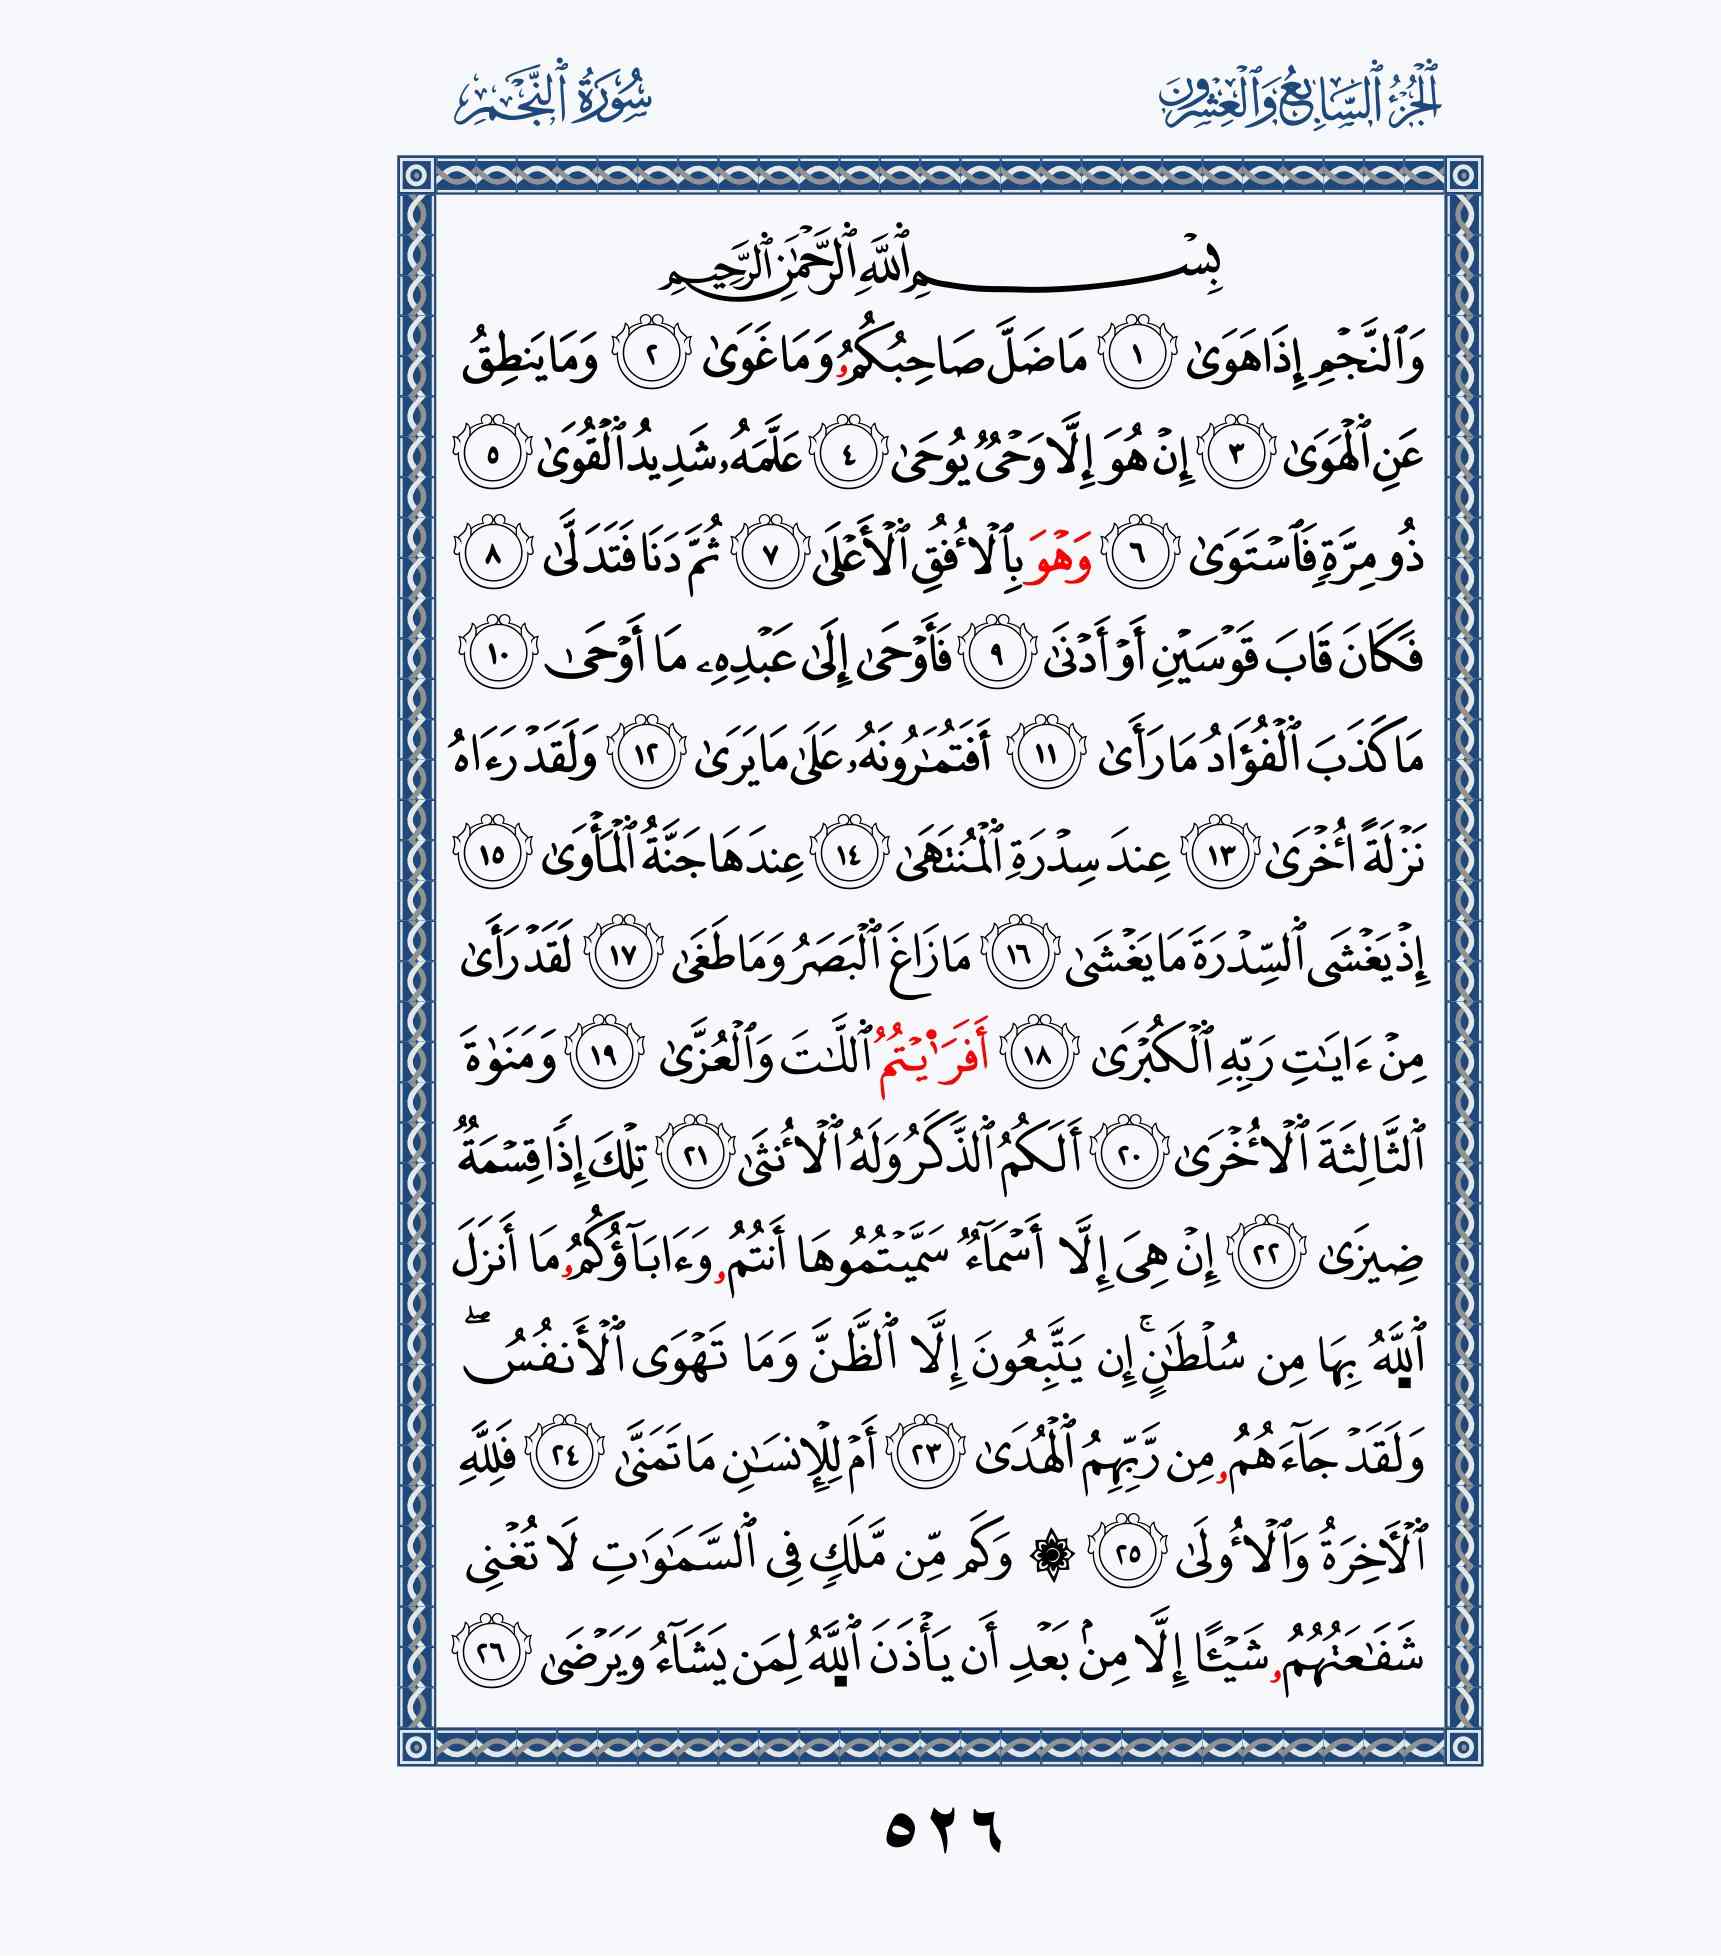 الْجُزْءُ السَّابِعُ وَالْعِشْرُونَ
سُورَةُ ٱلنَّجْمِ
بِسْمِ ٱللَّهِ ٱلرَّحْمَٰنِ ٱلرَّحِيمِ
وَٱلنَّجْمِ إِذَا هَوَىٰ ١ مَا ضَلَّ صَاحِبُكُمُۥ وَمَا غَوَىٰ ٢ وَمَا يَنطِقُ
عَنِ ٱلْهَوَىٰ ٣ إِنْ هُوَ إِلَّا وَحْىٌ يُوحَىٰ ٤ عَلَّمَهُۥ شَدِيدُ ٱلْقُوَىٰ ٥
ذُو مِرَّةٍ فَٱسْتَوَىٰ ٦ وَهْوَ بِٱلْأُفُقِ ٱلْأَعْلَىٰ ٧ ثُمَّ دَنَا فَتَدَلَّىٰ ٨
فَكَانَ قَابَ قَوْسَيْنِ أَوْ أَدْنَىٰ ٩ فَأَوْحَىٰ إِلَىٰ عَبْدِهِۦ مَا أَوْحَىٰ ١٠
مَا كَذَبَ ٱلْفُؤَادُ مَا رَأَىٰ ١١ أَفَتُمَٰرُونَهُۥ عَلَىٰ مَا يَرَىٰ ١٢ وَلَقَدْ رَءَاهُ
نَزْلَةً أُخْرَىٰ ١٣ عِندَ سِدْرَةِ ٱلْمُنتَهَىٰ ١٤ عِندَهَا جَنَّةُ ٱلْمَأْوَىٰ ١٥
إِذْ يَغْشَى ٱلسِّدْرَةَ مَا يَغْشَىٰ ١٦ مَا زَاغَ ٱلْبَصَرُ وَمَا طَغَىٰ ١٧ لَقَدْ رَأَىٰ
مِنْ ءَايَٰتِ رَبِّهِ ٱلْكُبْرَىٰ ١٨ أَفَرَا۬يْتُمُ ٱللَّٰتَ وَٱلْعُزَّىٰ ١٩ وَمَنَوٰةَ
ٱلثَّالِثَةَ ٱلْأُخْرَىٰ ٢٠ أَلَكُمُ ٱلذَّكَرُ وَلَهُ ٱلْأُنثَىٰ ٢١ تِلْكَ إِذًا قِسْمَةٌ
ضِيزَىٰ ٢٢ إِنْ هِىَ إِلَّا أَسْمَآءٌ سَمَّيْتُمُوهَا أَنتُمُۥ وَءَابَآؤُكُمُۥ مَا أَنزَلَ
ٱللَّهُ بِهَا مِن سُلْطَٰنٍ ۚ إِن يَتَّبِعُونَ إِلَّا ٱلظَّنَّ وَمَا تَهْوَى ٱلْأَنفُسُ ۖ
وَلَقَدْ جَآءَهُمُۥ مِن رَّبِّهِمُ ٱلْهُدَىٰ ٢٣ أَمْ لِلْإِنسَٰنِ مَا تَمَنَّىٰ ٢٤ فَلِلَّهِ
ٱلْأَخِرَةُ وَٱلْأُولَىٰ ٢٥ ۞ وَكَم مِّن مَّلَكٍ فِى ٱلسَّمَٰوَٰتِ لَا تُغْنِى
شَفَٰعَتُهُمُۥ شَيْـًٔا إِلَّا مِنۢ بَعْدِ أَن يَأْذَنَ ٱللَّهُ لِمَن يَشَآءُ وَيَرْضَىٰ ٢٦
٥٢٦